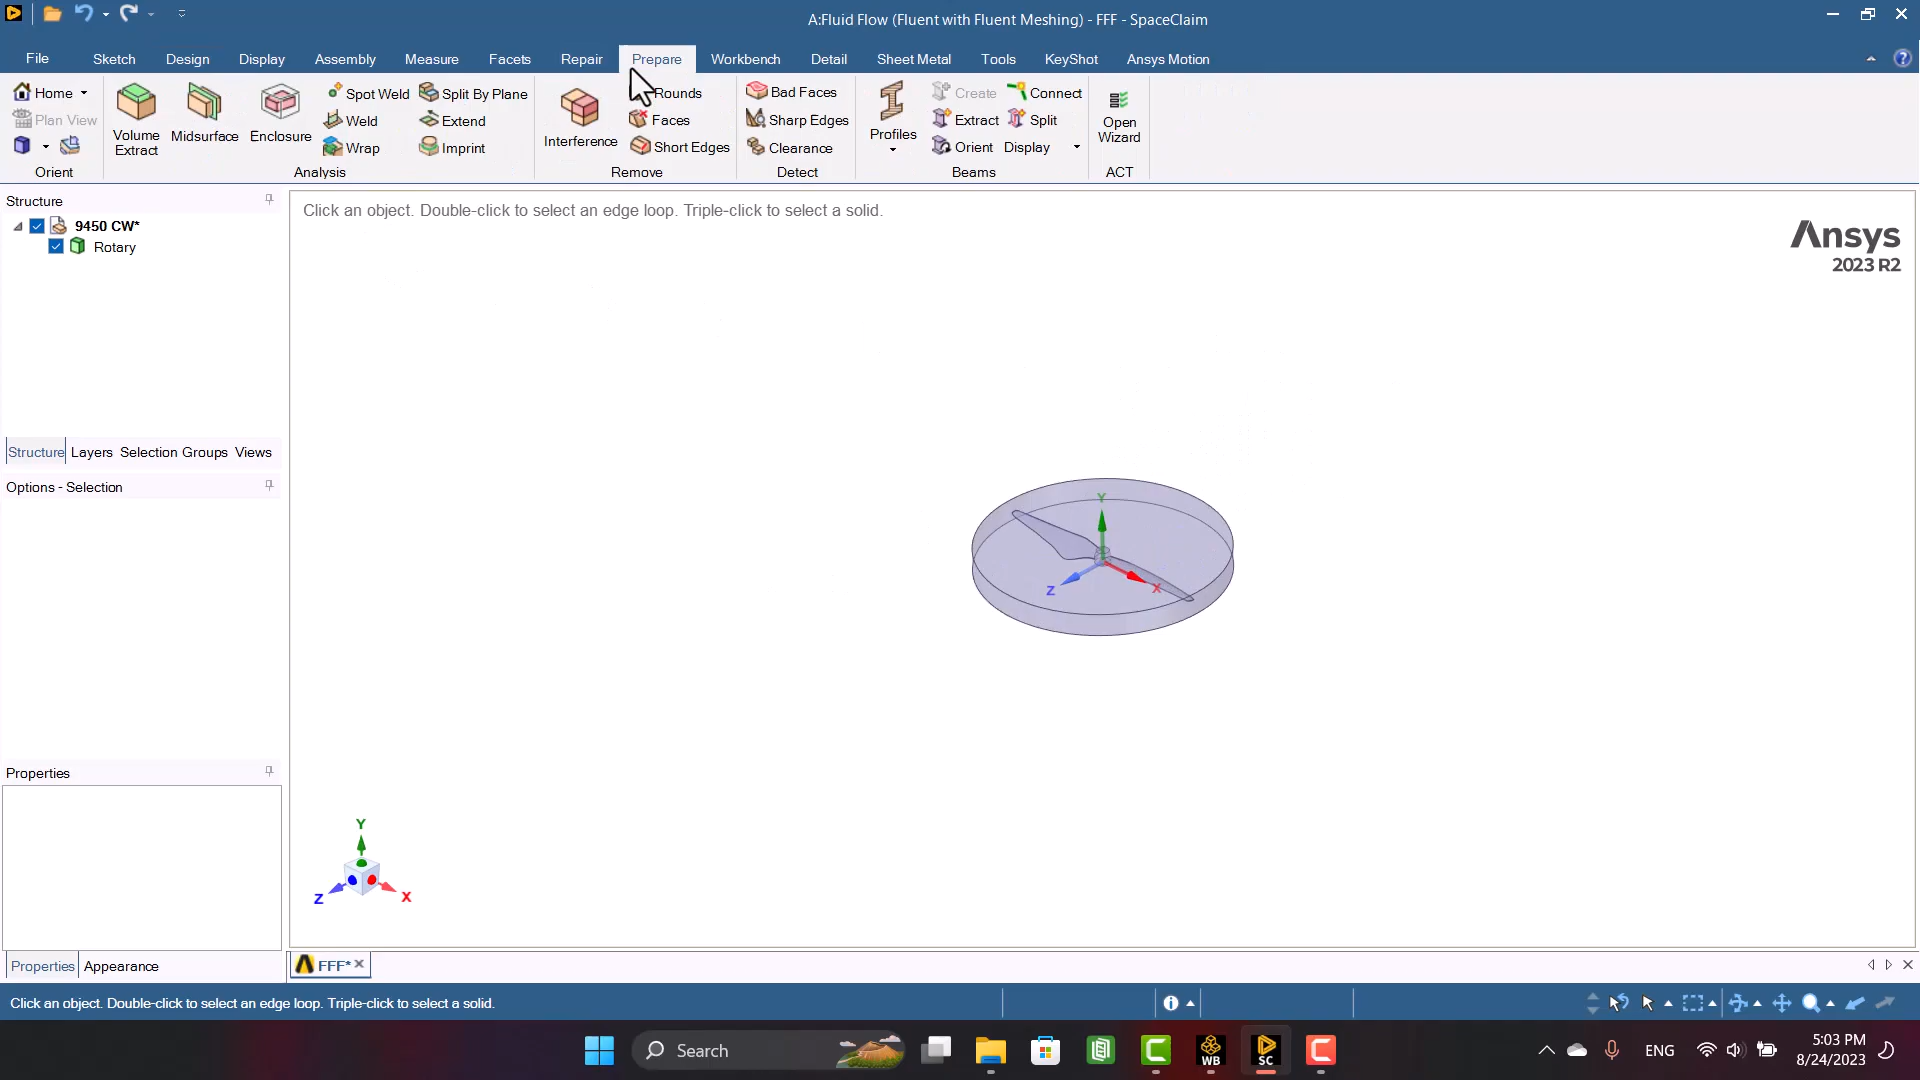 A:Fluid Flow (Fluent with Fluent Meshing) - FFF - SpaceClaim
File Sketch Design Display Assembly Measure Facets Repair Prepare Workbench Detail Sheet Metal Tools KeyShot Ansys Motion
Home
Plan View
Orient
Volume Extract
Midsurface
Enclosure
Spot Weld
Weld
Wrap
Split By Plane
Extend
Imprint
Analysis
Interference
Rounds
Faces
Short Edges
Remove
Bad Faces
Sharp Edges
Clearance
Detect
Profiles
Create
Extract
Orient
Connect
Split
Display
Beams
Open Wizard
ACT
Structure
9450 CW*
Rotary
Structure Layers Selection Groups Views
Options - Selection
Properties
Properties Appearance
Click an object. Double-click to select an edge loop. Triple-click to select a solid.
Ansys
2023 R2
Y
Z
X
Y
Z
X
FFF*
Click an object. Double-click to select an edge loop. Triple-click to select a solid.
Search
WB
SC
ENG
5:03 PM
8/24/2023